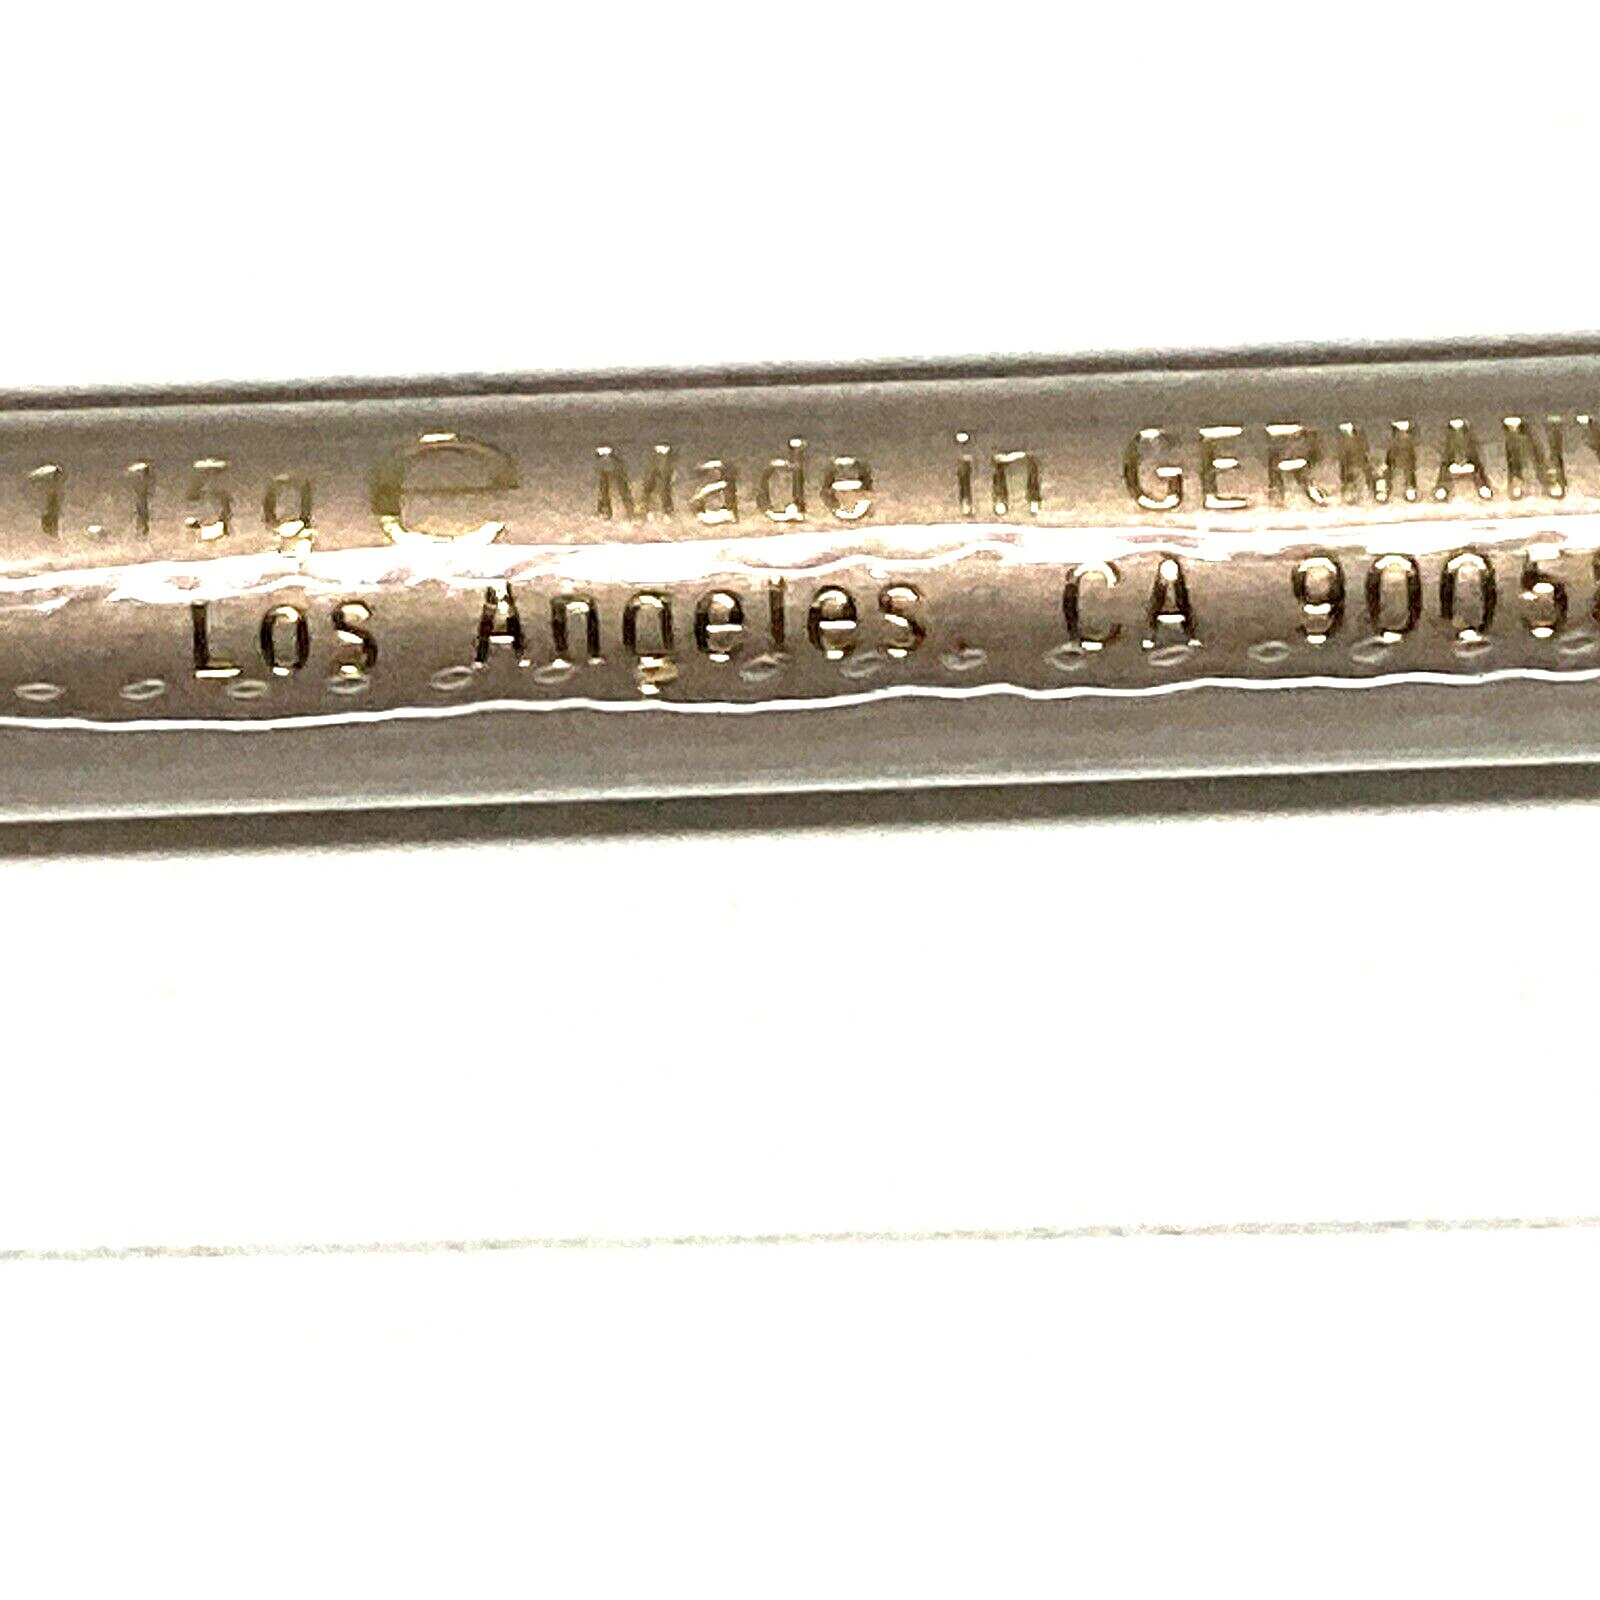 1.15g e Made in GERMANY
Los Angeles, CA 9005